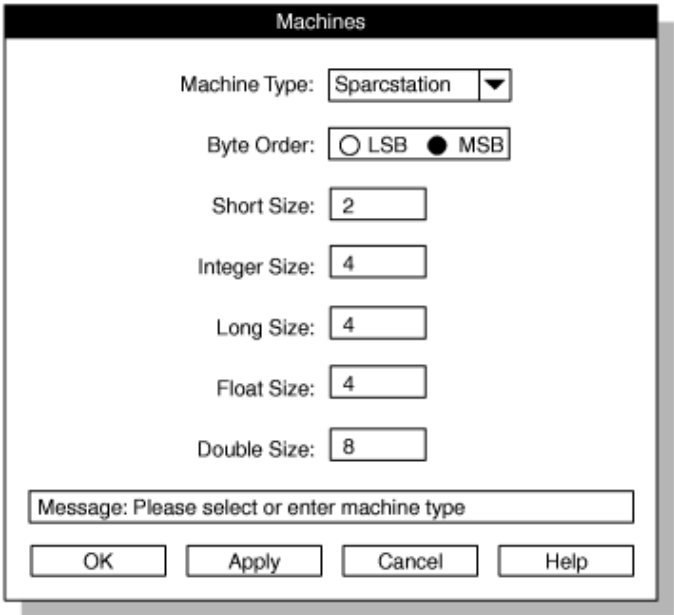 Machines
Machine Type: Sparcstation
Byte Order: LSB MSB
Short Size: 2
Integer Size: 4
Long Size: 4
Float Size: 4
Double Size: 8
Message: Please select or enter machine type
OK Apply Cancel Help